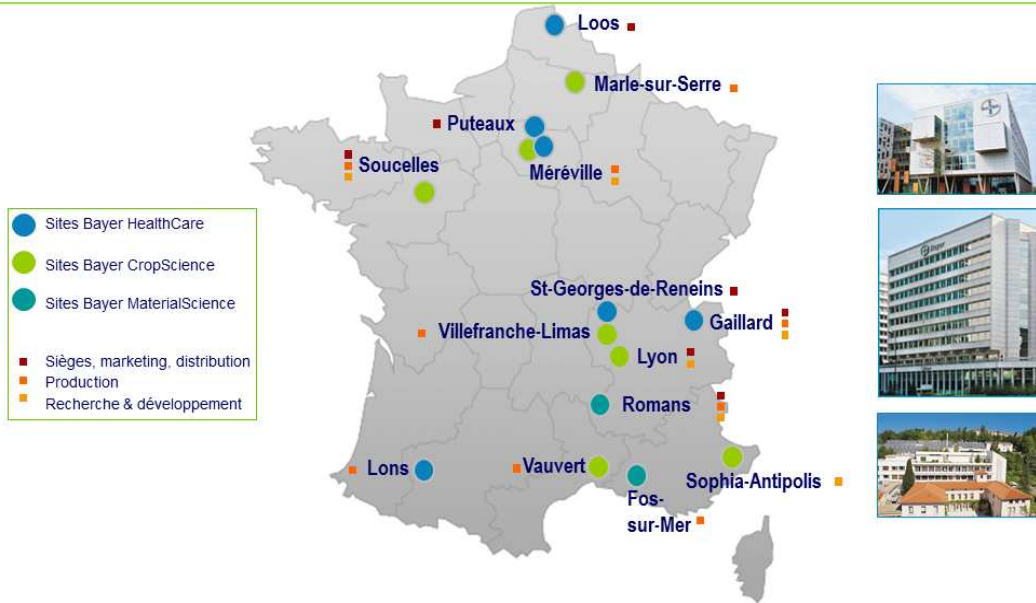 Loos
Marle-sur-Serre
Puteaux
Soucelles
Méréville
Sites Bayer HealthCare
Sites Bayer CropScience
Sites Bayer MaterialScience
Sièges, marketing, distribution
Production
Recherche & développement
St-Georges-de-Reneins
Gaillard
Villefranche-Limas
Lyon
Romans
Lons
Vauvert
Sophia-Antipolis
Fos-
sur-Mer